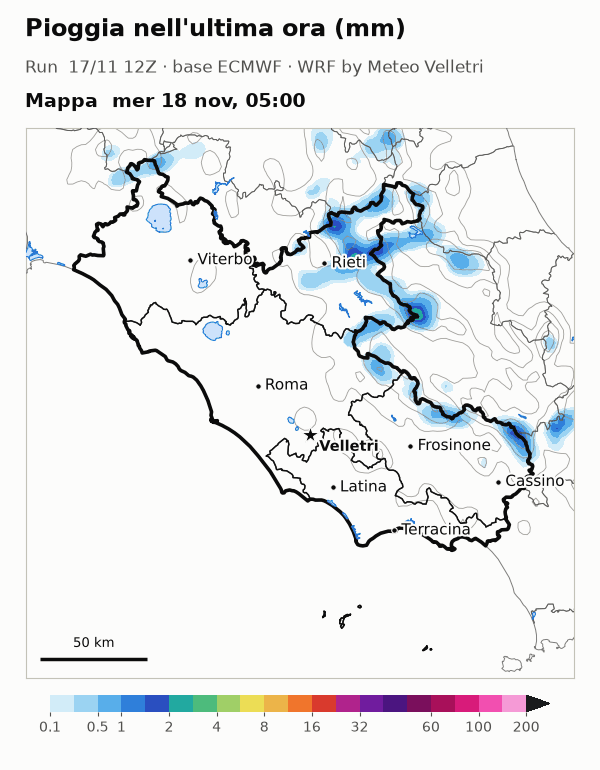 Pioggia nell'ultima ora (mm)
Run  17/11 12Z · base ECMWF · WRF by Meteo Velletri
Mappa  mer 18 nov, 05:00
Viterbo
Rieti
Roma
Velletri
Frosinone
Latina
Cassino
Terracina
50 km
0.1 0.5 1 2 4 8 16 32 60 100 200